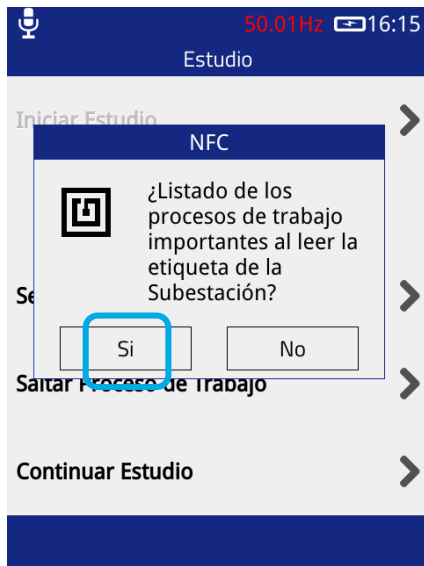 50.01Hz 16:15
Estudio
Iniciar Estudio
NFC
¿Listado de los
procesos de trabajo
importantes al leer la
etiqueta de la
Subestación?
Si No
Saltar Proceso de Trabajo
Continuar Estudio